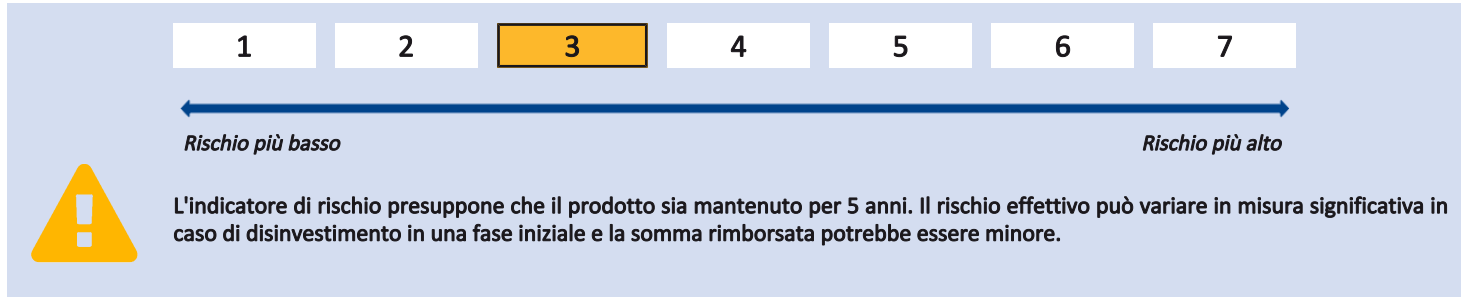 1 2 3 4 5 6 7
Rischio più basso Rischio più alto
L'indicatore di rischio presuppone che il prodotto sia mantenuto per 5 anni. Il rischio effettivo può variare in misura significativa in
caso di disinvestimento in una fase iniziale e la somma rimborsata potrebbe essere minore.